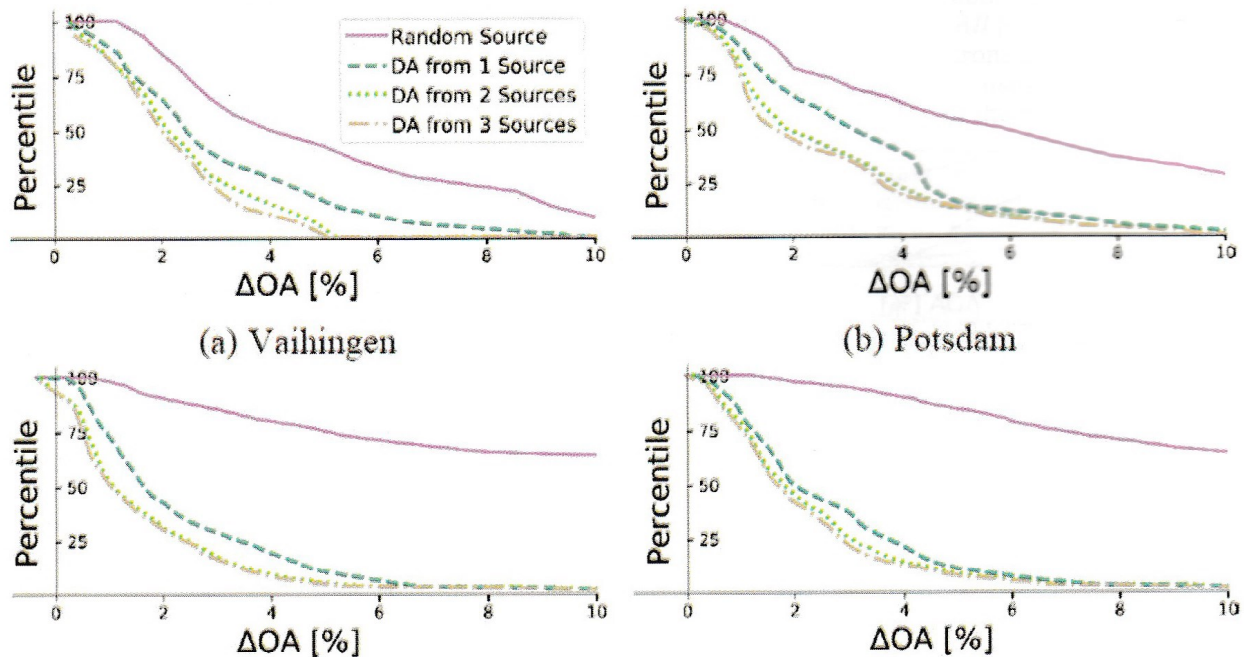 100
75
50
25
Percentile
0 2 4 6 8 10
ΔOA [%]
Random Source
DA from 1 Source
DA from 2 Sources
DA from 3 Sources
(a) Vaihingen
100
75
50
25
Percentile
0 2 4 6 8 10
ΔOA [%]
(b) Potsdam
100
75
50
25
Percentile
0 2 4 6 8 10
ΔOA [%]
100
75
50
25
Percentile
0 2 4 6 8 10
ΔOA [%]